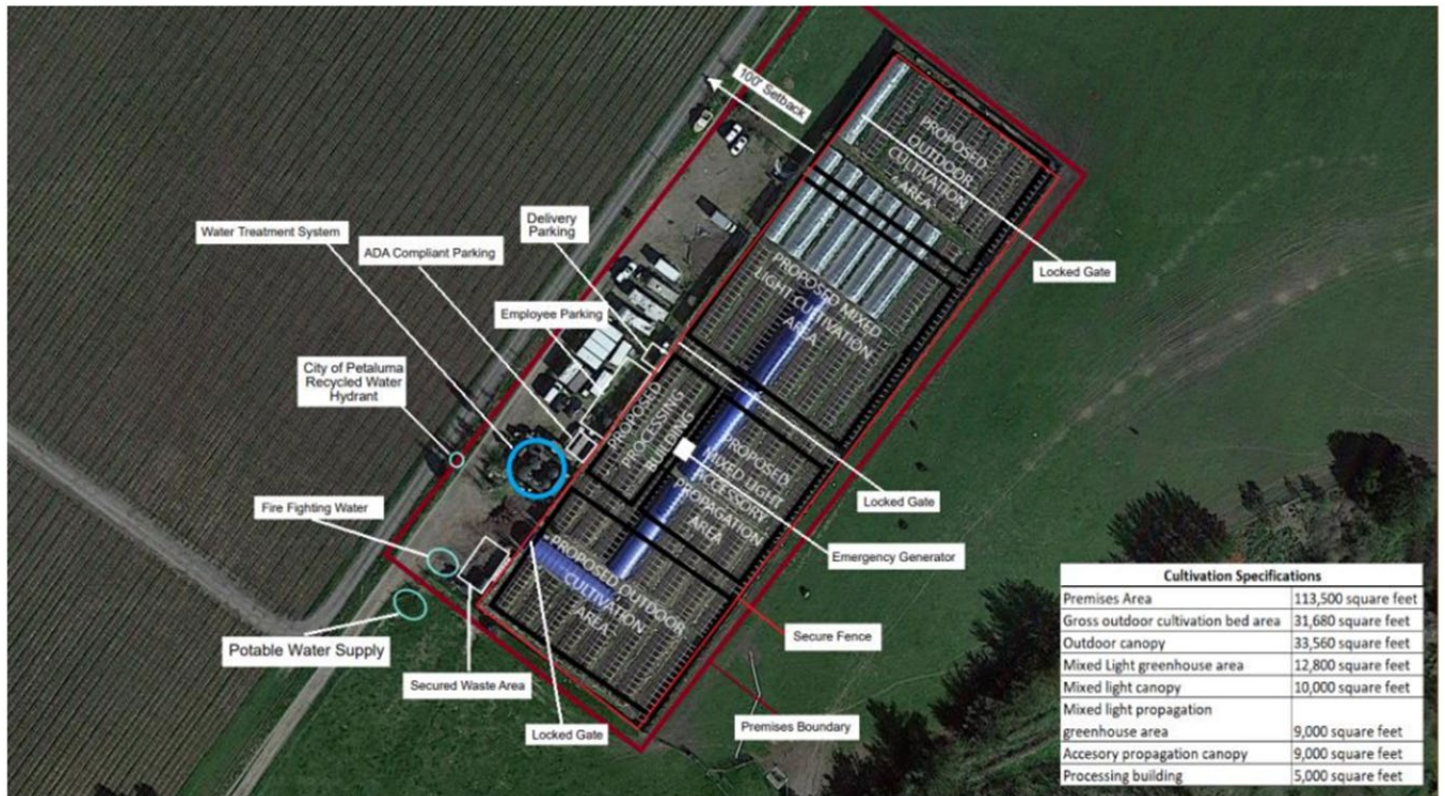 100' Setback
PROPOSED
OUTDOOR
CULTIVATION
AREA
Delivery
Parking
Water Treatment System
ADA Compliant Parking
Locked Gate
PROPOSED MIXED
LIGHT CULTIVATION
AREA
Employee Parking
City of Petaluma
Recycled Water
Hydrant
PROPOSED
PROCESSING
BUILDING
PROPOSED
MIXED LIGHT
ACCESSORY
PROPAGATION
AREA
Locked Gate
Fire Fighting Water
Emergency Generator
PROPOSED OUTDOOR
CULTIVATION
AREA
Secure Fence
Potable Water Supply
Secured Waste Area
Premises Boundary
Locked Gate
Cultivation Specifications
Premises Area 113,500 square feet
Gross outdoor cultivation bed area 31,680 square feet
Outdoor canopy 33,560 square feet
Mixed Light greenhouse area 12,800 square feet
Mixed light canopy 10,000 square feet
Mixed light propagation
greenhouse area 9,000 square feet
Accesory propagation canopy 9,000 square feet
Processing building 5,000 square feet